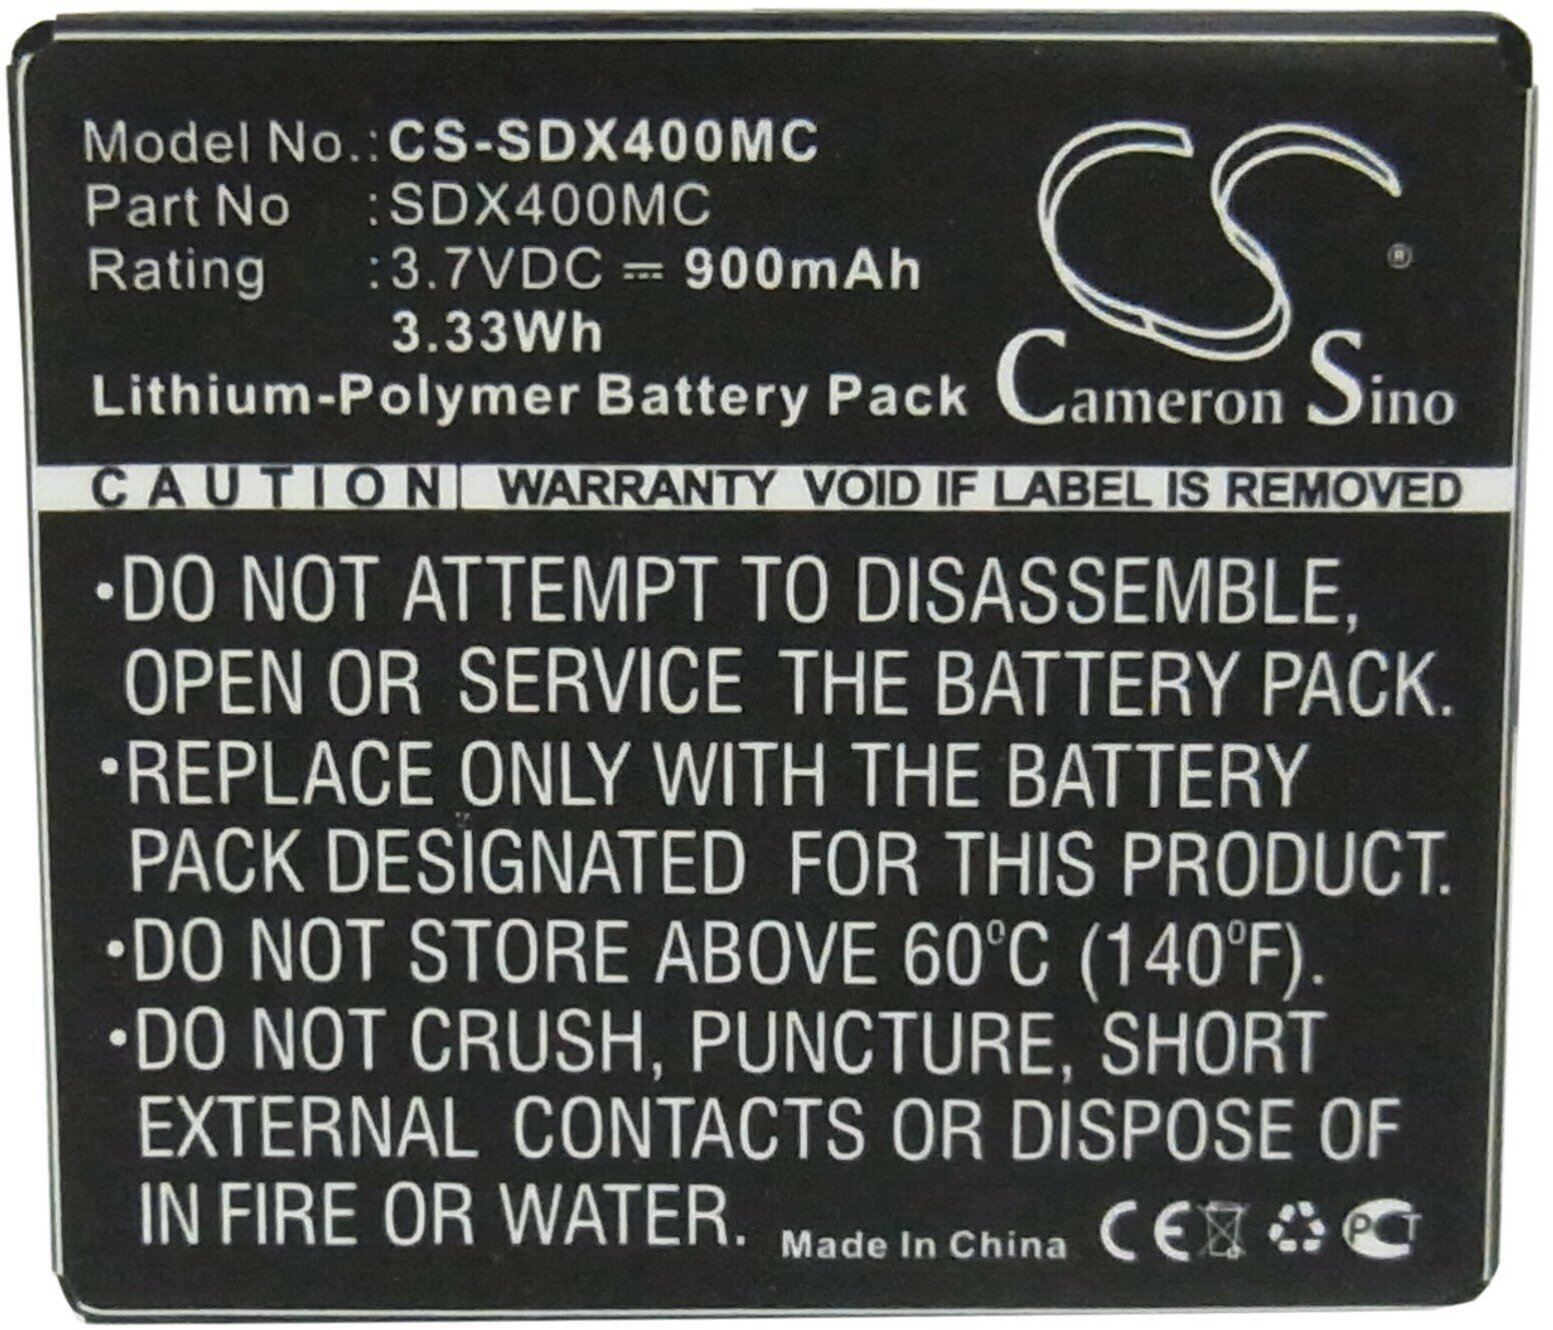 Model No.: CS-SDX400MC
Part No : SDX400MC
Rating : 3.7VDC ⎓ 900mAh
3.33Wh
Lithium-Polymer Battery Pack
CS ®
Cameron Sino
CAUTION WARRANTY VOID IF LABEL IS REMOVED
•DO NOT ATTEMPT TO DISASSEMBLE,
OPEN OR SERVICE THE BATTERY PACK.
•REPLACE ONLY WITH THE BATTERY
PACK DESIGNATED FOR THIS PRODUCT.
•DO NOT STORE ABOVE 60°C (140°F).
•DO NOT CRUSH, PUNCTURE, SHORT
EXTERNAL CONTACTS OR DISPOSE OF
IN FIRE OR WATER.
Made In China CE PCT